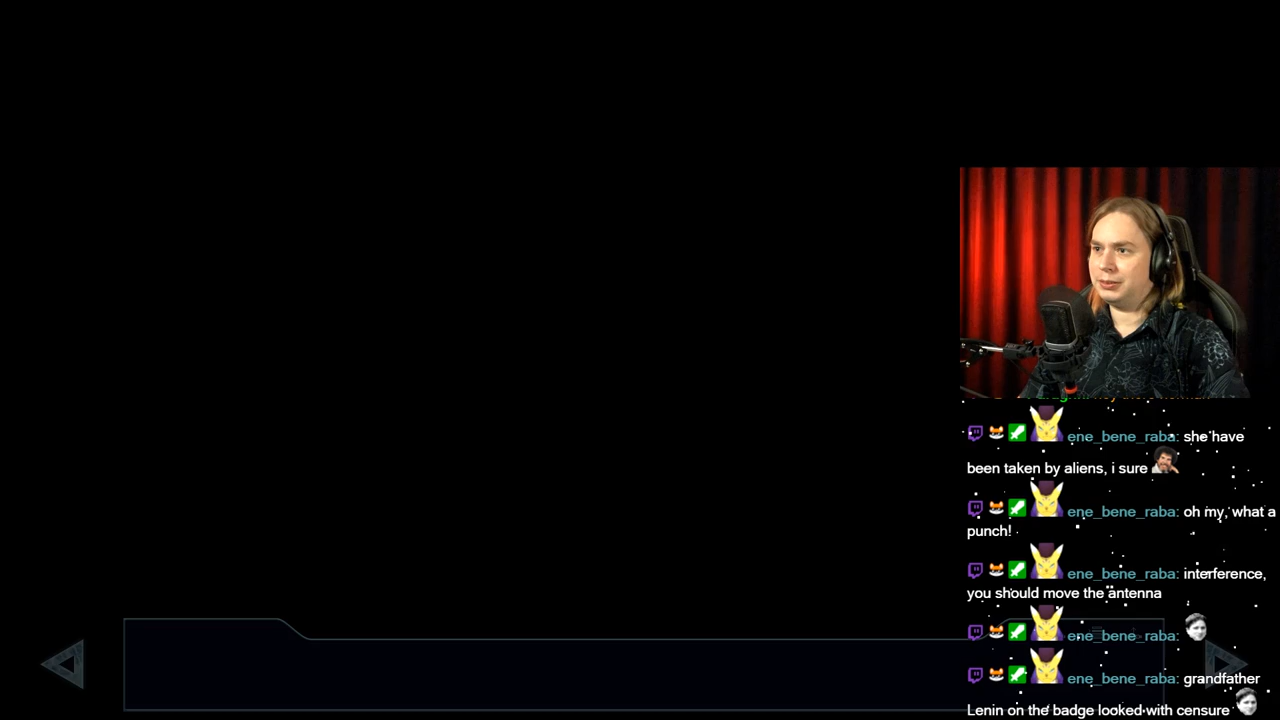 ene_bene_raba: she have
been taken by aliens, i sure
ene_bene_raba: oh my, what a
punch!
ene_bene_raba: interference,
you should move the antenna
ene_bene_raba:
ene_bene_raba: grandfather
Lenin on the badge looked with censure